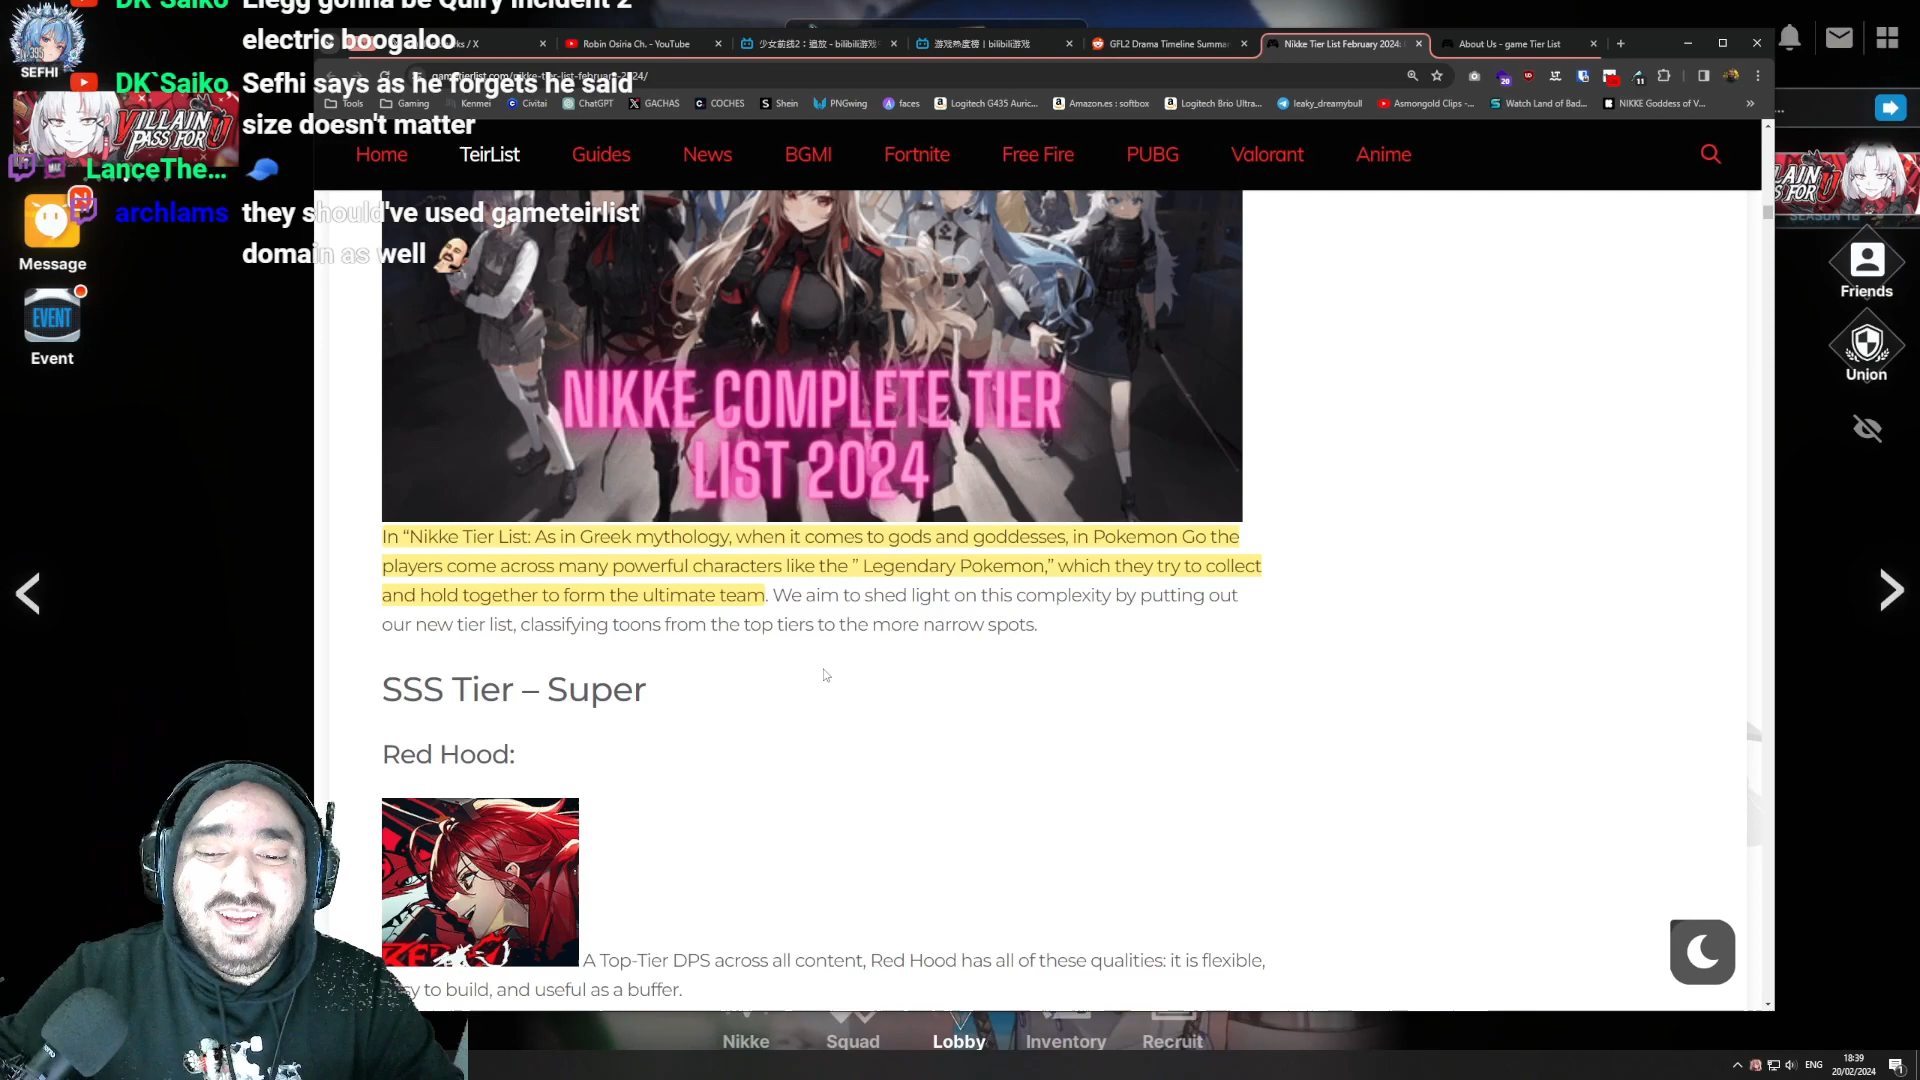 DK`Saiko Elegg gonna be Quiry incident 2
electric boogaloo
DK`Saiko Sefhi says as he forgets he said
size doesn't matter
LanceThe...
archlams they should've used gameteirlist
domain as well
SEFHI
VILLAIN
PASS FOR U
Message
EVENT
Event
Robin Osiria Ch. - YouTube
少女前线2：追放 - bilibili游戏
游戏热度榜 | bilibili游戏
GFL2 Drama Timeline Summar
Nikke Tier List February 2024:
About Us - game Tier List
gametierlist.com/nikke-tier-list-february-2024/
Tools
Gaming
Kenmei
Civitai
ChatGPT
GACHAS
COCHES
Shein
PNGwing
faces
Logitech G435 Auric...
Amazon.es : softbox
Logitech Brio Ultra...
leaky_dreamybull
Asmongold Clips -...
Watch Land of Bad...
NIKKE Goddess of V...
Home
TeirList
Guides
News
BGMI
Fortnite
Free Fire
PUBG
Valorant
Anime
NIKKE COMPLETE TIER
LIST 2024
In “Nikke Tier List: As in Greek mythology, when it comes to gods and goddesses, in Pokemon Go the
players come across many powerful characters like the ” Legendary Pokemon,” which they try to collect
and hold together to form the ultimate team. We aim to shed light on this complexity by putting out
our new tier list, classifying toons from the top tiers to the more narrow spots.
SSS Tier – Super
Red Hood:
A Top-Tier DPS across all content, Red Hood has all of these qualities: it is flexible,
to build, and useful as a buffer.
Friends
Union
Nikke
Squad
Lobby
Inventory
Recruit
ENG
18:39
20/02/2024